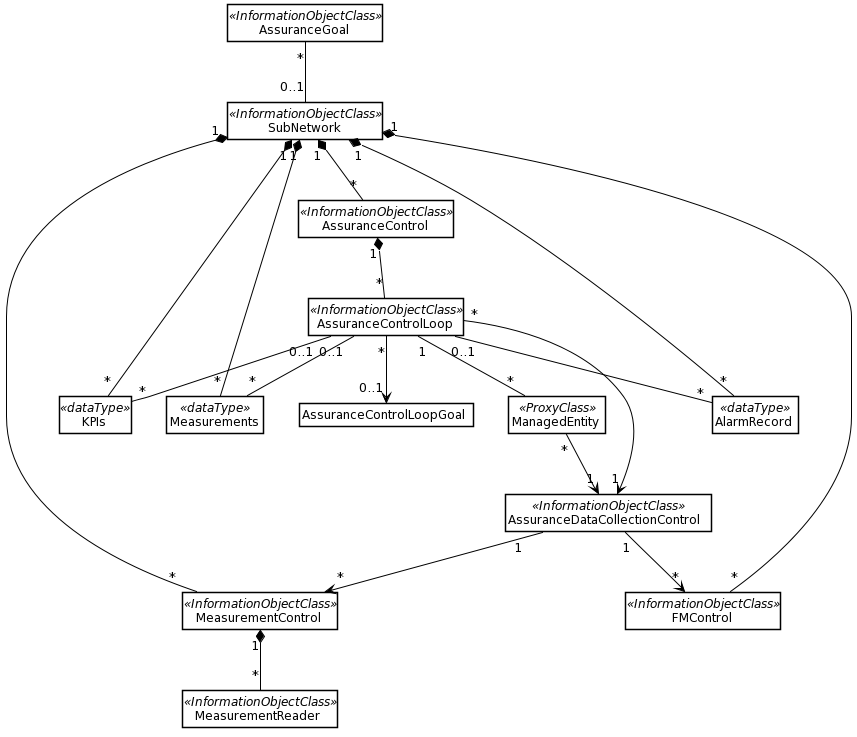 «InformationObjectClass»
AssuranceGoal
*
0..1
«InformationObjectClass»
SubNetwork
1
1
1
1
1
1
*
«InformationObjectClass»
AssuranceControl
1
*
«InformationObjectClass»
AssuranceControlLoop
*
0..1
0..1
*
1
0..1
*
*
*
*
0..1
*
*
*
«dataType»
KPIs
«dataType»
Measurements
AssuranceControlLoopGoal
«ProxyClass»
ManagedEntity
«dataType»
AlarmRecord
*
1
1
«InformationObjectClass»
AssuranceDataCollectionControl
1
1
*
*
*
*
«InformationObjectClass»
MeasurementControl
«InformationObjectClass»
FMControl
1
*
«InformationObjectClass»
MeasurementReader